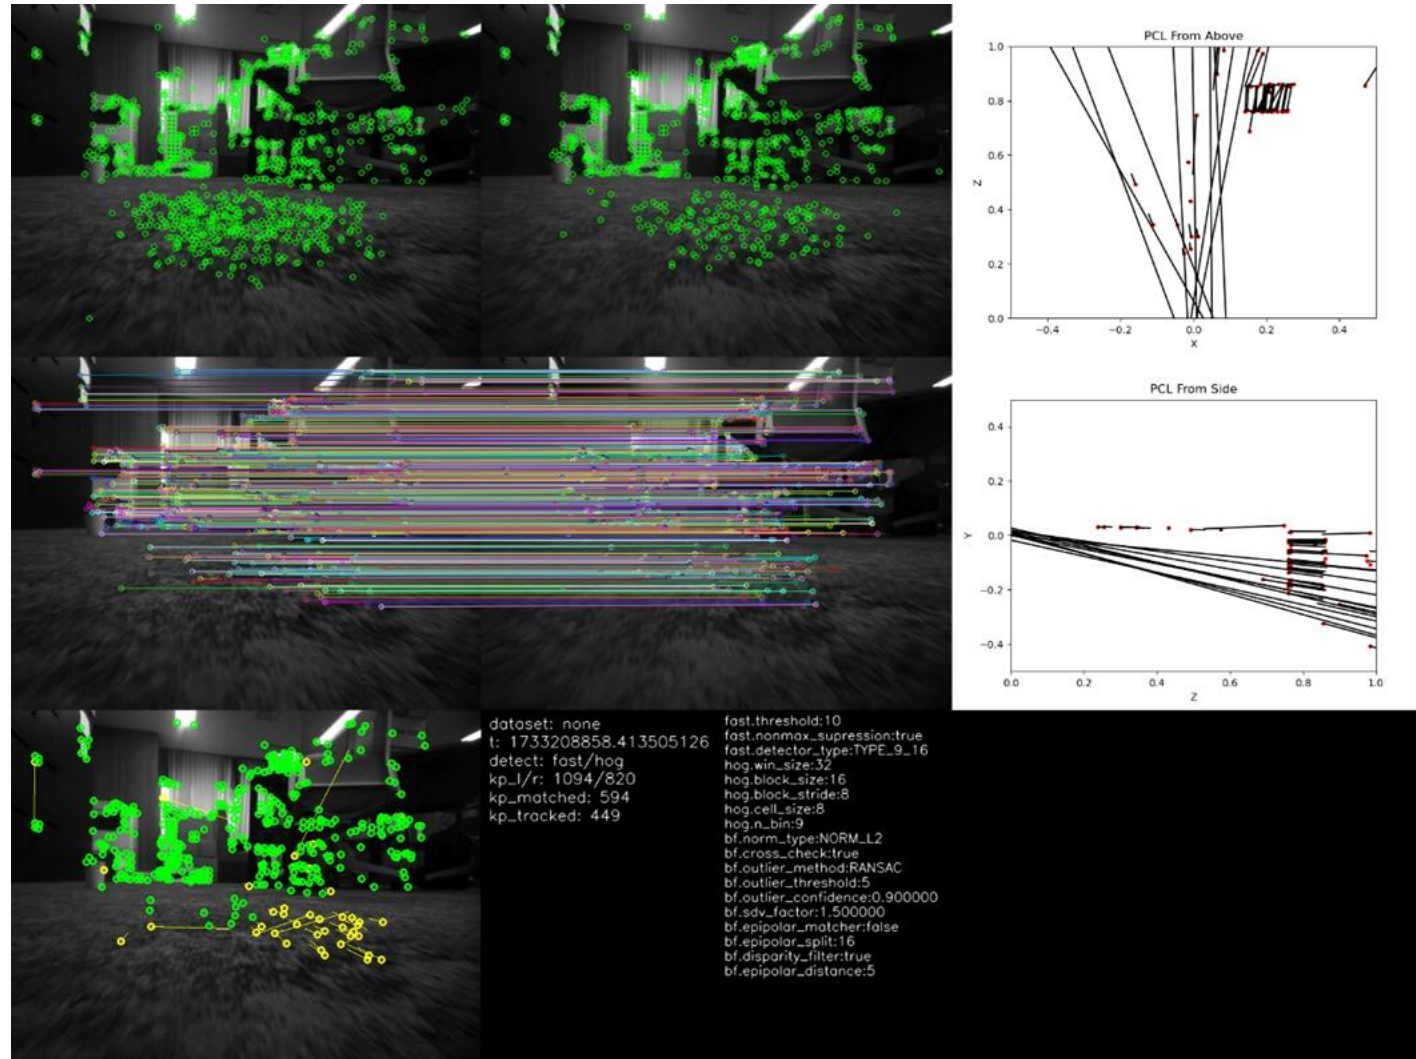 PCL From Above
1.0
0.8
0.6
0.4
0.2
0.0
Z
−0.4 −0.2 0.0 0.2 0.4
X
PCL From Side
0.4
0.2
0.0
−0.2
−0.4
Y
0.0 0.2 0.4 0.6 0.8 1.0
Z
dataset: none
t: 1733208858.413505126
detect: fast/hog
kp_l/r: 1094/820
kp_matched: 594
kp_tracked: 449
fast.threshold:10
fast.nonmax_supression:true
fast.detector_type:TYPE_9_16
hog.win_size:32
hog.block_size:16
hog.block_stride:8
hog.cell_size:8
hog.n_bin:9
bf.norm_type:NORM_L2
bf.cross_check:true
bf.outlier_method:RANSAC
bf.outlier_threshold:5
bf.outlier_confidence:0.900000
bf.sdv_factor:1.500000
bf.epipolar_matcher:false
bf.epipolar_split:16
bf.disparity_filter:true
bf.epipolar_distance:5